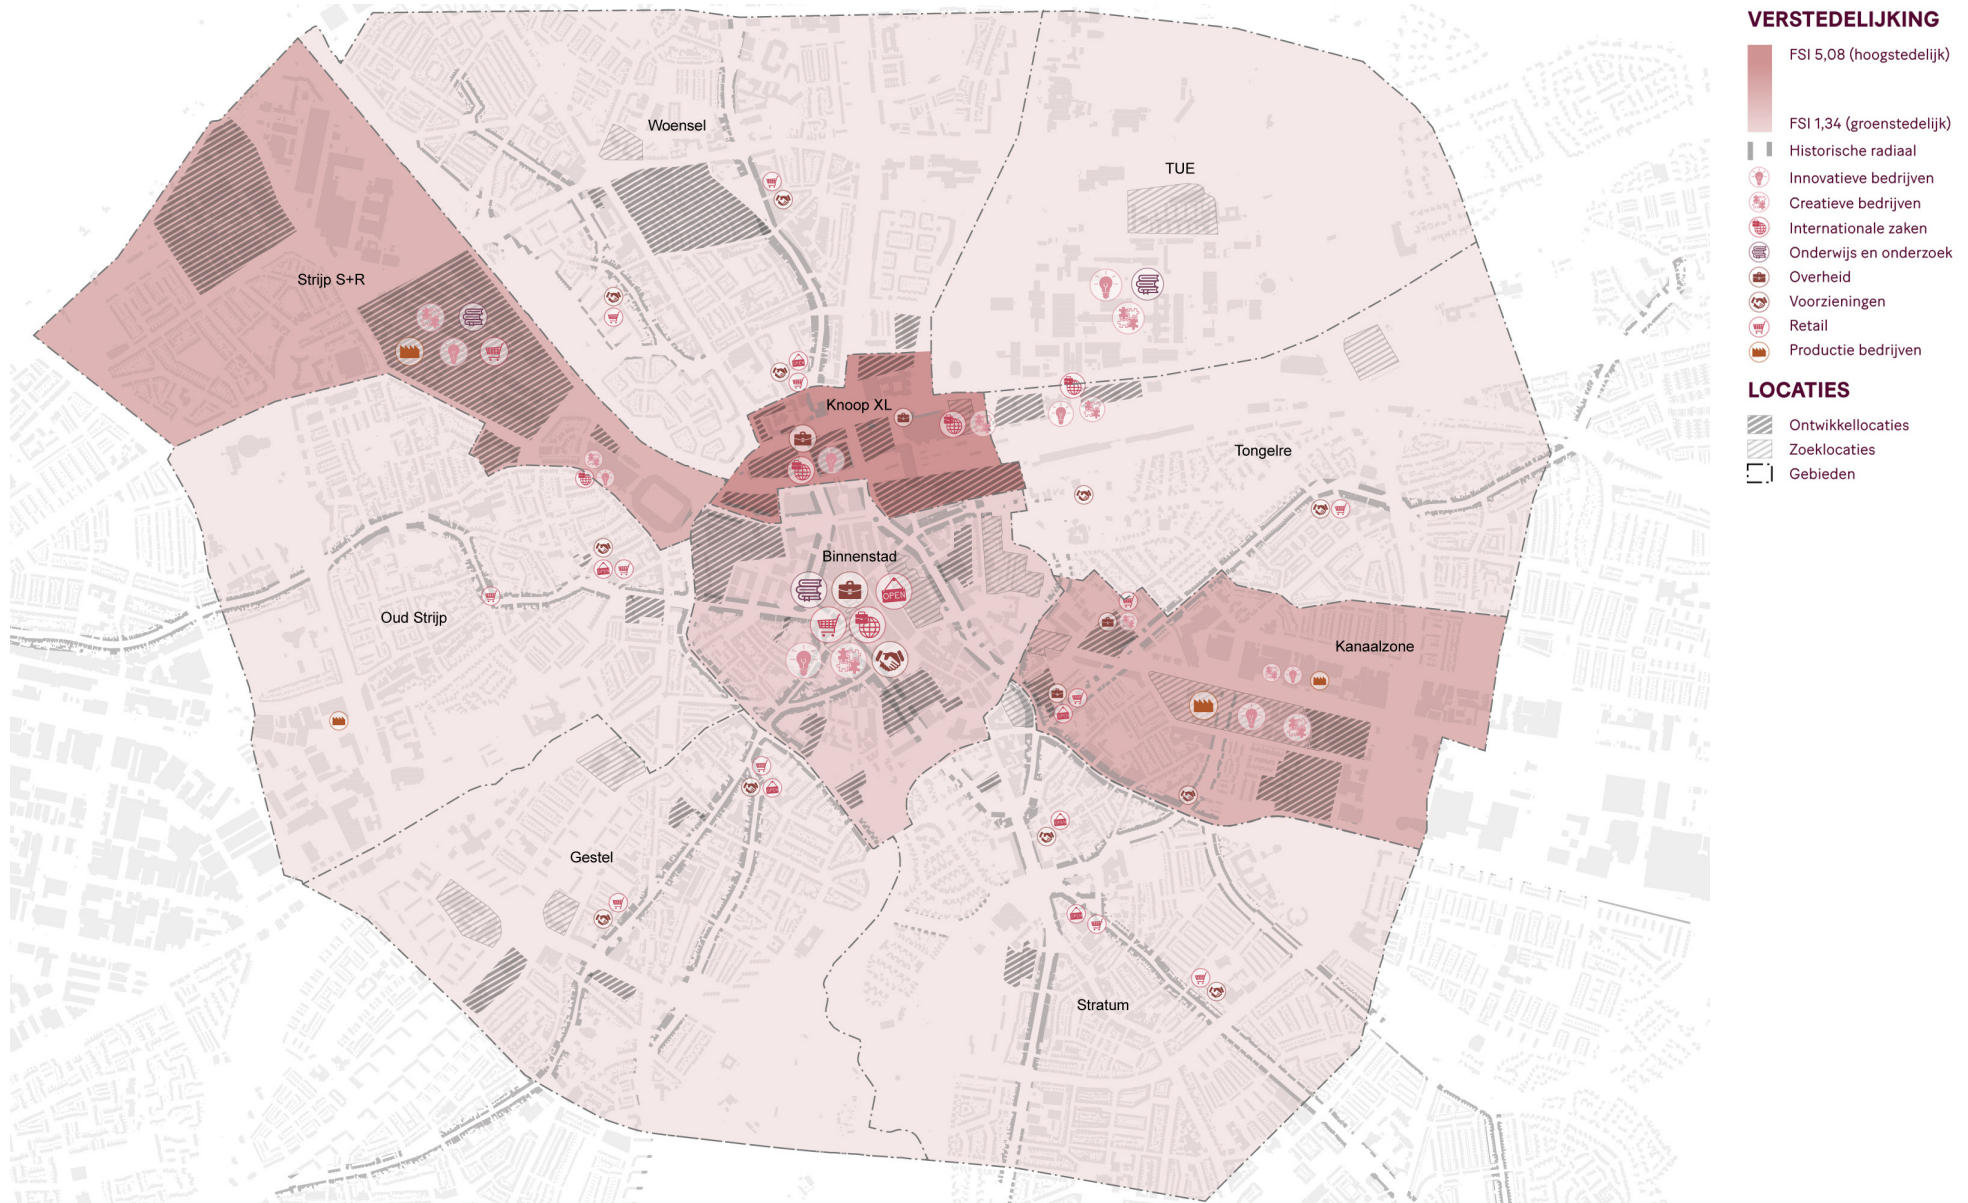 VERSTEDELIJKING
FSI 5,08 (hoogstedelijk)
FSI 1,34 (groenstedelijk)
Historische radiaal
Innovatieve bedrijven
Creatieve bedrijven
Internationale zaken
Onderwijs en onderzoek
Overheid
Voorzieningen
Retail
Productie bedrijven
LOCATIES
Ontwikkellocaties
Zoeklocaties
Gebieden
Woensel
TUE
Strijp S+R
Knoop XL
Tongelre
Binnenstad
OPEN
Oud Strijp
Kanaalzone
Gestel
Stratum